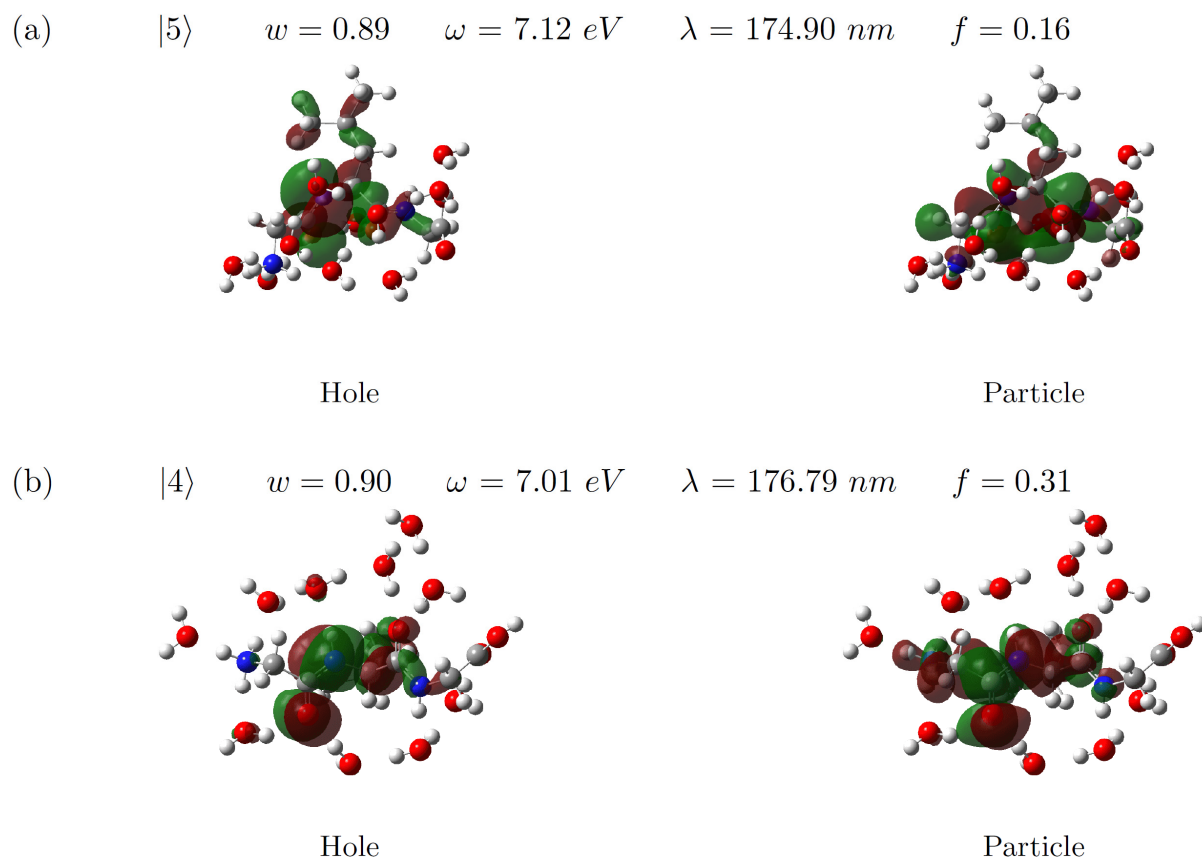 (a) |5⟩ w = 0.89 ω = 7.12 eV λ = 174.90 nm f = 0.16
Hole Particle
(b) |4⟩ w = 0.90 ω = 7.01 eV λ = 176.79 nm f = 0.31
Hole Particle